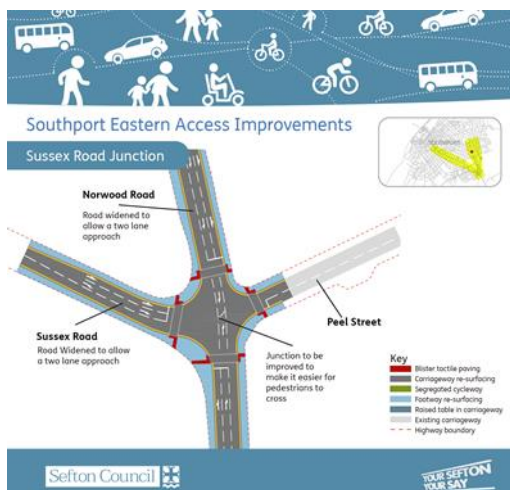 Southport Eastern Access Improvements
Sussex Road Junction
Norwood Road
Road widened to
allow a two lane
approach
Sussex Road
Road Widened to allow
a two lane approach
Peel Street
Junction to be
improved to
make it easier for
pedestrians to
cross
Key
Blister tactile paving
Carriageway re-surfacing
Segregated cycleway
Footway re-surfacing
Raised table in carriageway
Existing carriageway
Highway boundary
Sefton Council
YOUR SEFTON
YOUR SAY